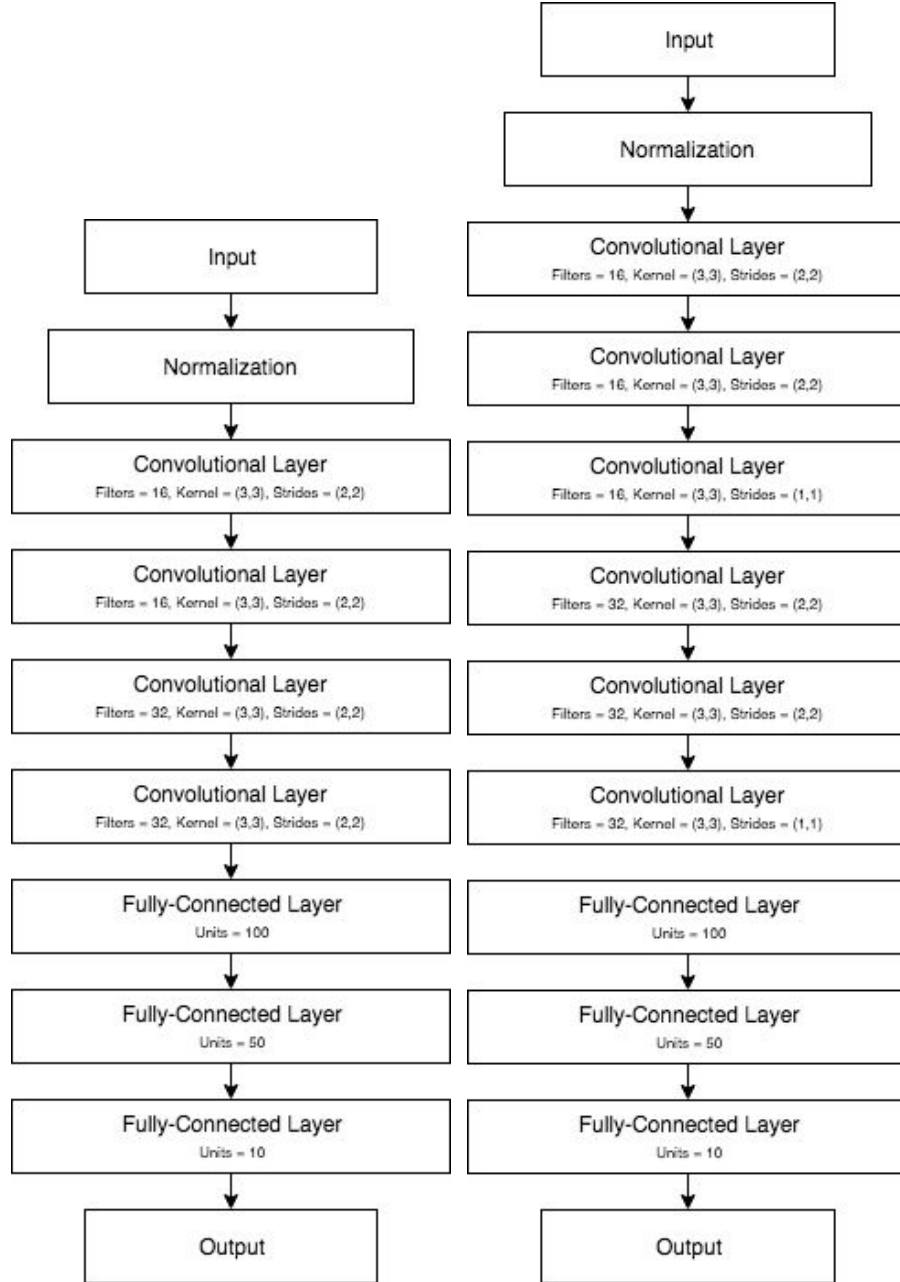 Input
Normalization
Convolutional Layer
Filters = 16, Kernel = (3,3), Strides = (2,2)
Convolutional Layer
Filters = 16, Kernel = (3,3), Strides = (2,2)
Convolutional Layer
Filters = 32, Kernel = (3,3), Strides = (2,2)
Convolutional Layer
Filters = 32, Kernel = (3,3), Strides = (2,2)
Fully-Connected Layer
Units = 100
Fully-Connected Layer
Units = 50
Fully-Connected Layer
Units = 10
Output
Input
Normalization
Convolutional Layer
Filters = 16, Kernel = (3,3), Strides = (2,2)
Convolutional Layer
Filters = 16, Kernel = (3,3), Strides = (2,2)
Convolutional Layer
Filters = 16, Kernel = (3,3), Strides = (1,1)
Convolutional Layer
Filters = 32, Kernel = (3,3), Strides = (2,2)
Convolutional Layer
Filters = 32, Kernel = (3,3), Strides = (2,2)
Convolutional Layer
Filters = 32, Kernel = (3,3), Strides = (1,1)
Fully-Connected Layer
Units = 100
Fully-Connected Layer
Units = 50
Fully-Connected Layer
Units = 10
Output